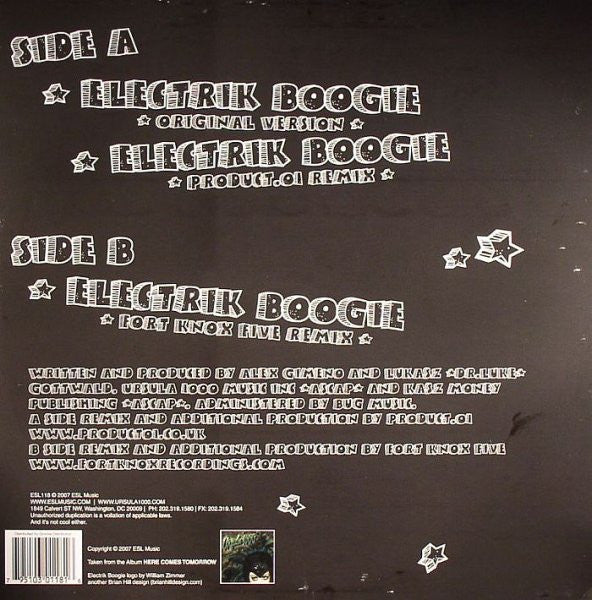 SIDE A
ELECTRIK BOOGIE
ORIGINAL VERSION
ELECTRIK BOOGIE
PRODUCT.01 REMIX
SIDE B
ELECTRIK BOOGIE
FORT KNOX FIVE REMIX
WRITTEN AND PRODUCED BY ALEX GIMENO AND LUKASZ *DR.LUKE*
GOTTWALD. URSULA 1000 MUSIC INC *ASCAP* AND KASZ MONEY
PUBLISHING *ASCAP*. ADMINISTERED BY BUG MUSIC.
A SIDE REMIX AND ADDITIONAL PRODUCTION BY PRODUCT.01
WWW.PRODUCT01.CO.UK
B SIDE REMIX AND ADDITIONAL PRODUCTION BY FORT KNOX FIVE
WWW.FORTKNOXRECORDINGS.COM
ESL118 © 2007 ESL Music
WWW.ESLMUSIC.COM | WWW.URSULA1000.COM
1849 Calvert ST NW, Washington, DC 20009 | PH: 202.319.1590 | FX: 202.319.1584
Unauthorized duplication is a voilation of applicable laws.
And it's not cool either.
Copyright © 2007 ESL Music
Taken from the Album HERE COMES TOMORROW
Electrik Boogie logo by William Zimmer
another Brian Hill design (brianhilldesign.com)
7 95103 01181